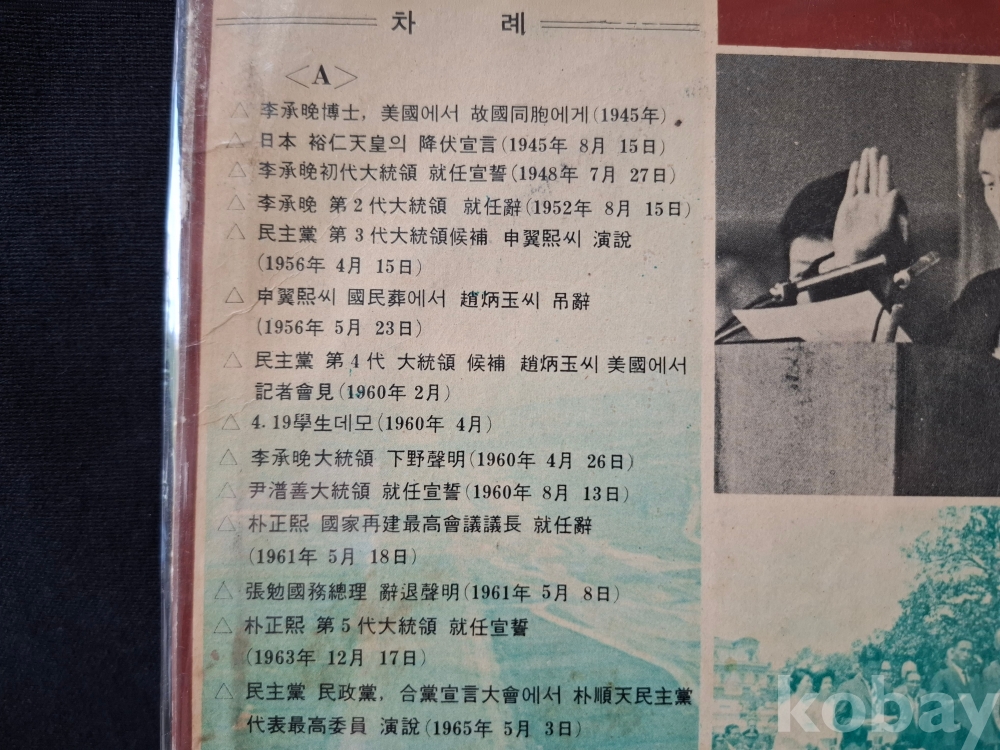 차 례
<A>
△ 李承晩博士, 美國에서 故國同胞에게(1945年)
△ 日本 裕仁天皇의 降伏宣言(1945年 8月 15日)
△ 李承晩初代大統領 就任宣誓(1948年 7月 27日)
△ 李承晩 第2代大統領 就任辭(1952年 8月 15日)
△ 民主黨 第3代大統領候補 申翼熙씨 演說
(1956年 4月 15日)
△ 申翼熙씨 國民葬에서 趙炳玉씨 吊辭
(1956年 5月 23日)
△ 民主黨 第4代 大統領 候補 趙炳玉씨 美國에서
記者會見(1960年 2月)
△ 4.19學生데모(1960年 4月)
△ 李承晩大統領 下野聲明(1960年 4月 26日)
△ 尹潽善大統領 就任宣誓(1960年 8月 13日)
△ 朴正熙 國家再建最高會議議長 就任辭
(1961年 5月 18日)
△ 張勉國務總理 辭退聲明(1961年 5月 8日)
△ 朴正熙 第5代大統領 就任宣誓
(1963年 12月 17日)
△ 民主黨 民政黨, 合黨宣言大會에서 朴順天民主黨
代表最高委員 演說(1965年 5月 3日)
kobay